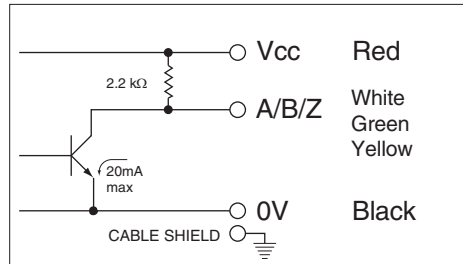 Vcc Red
2.2 kΩ
A/B/Z White
Green
Yellow
20mA
max
0V Black
CABLE SHIELD